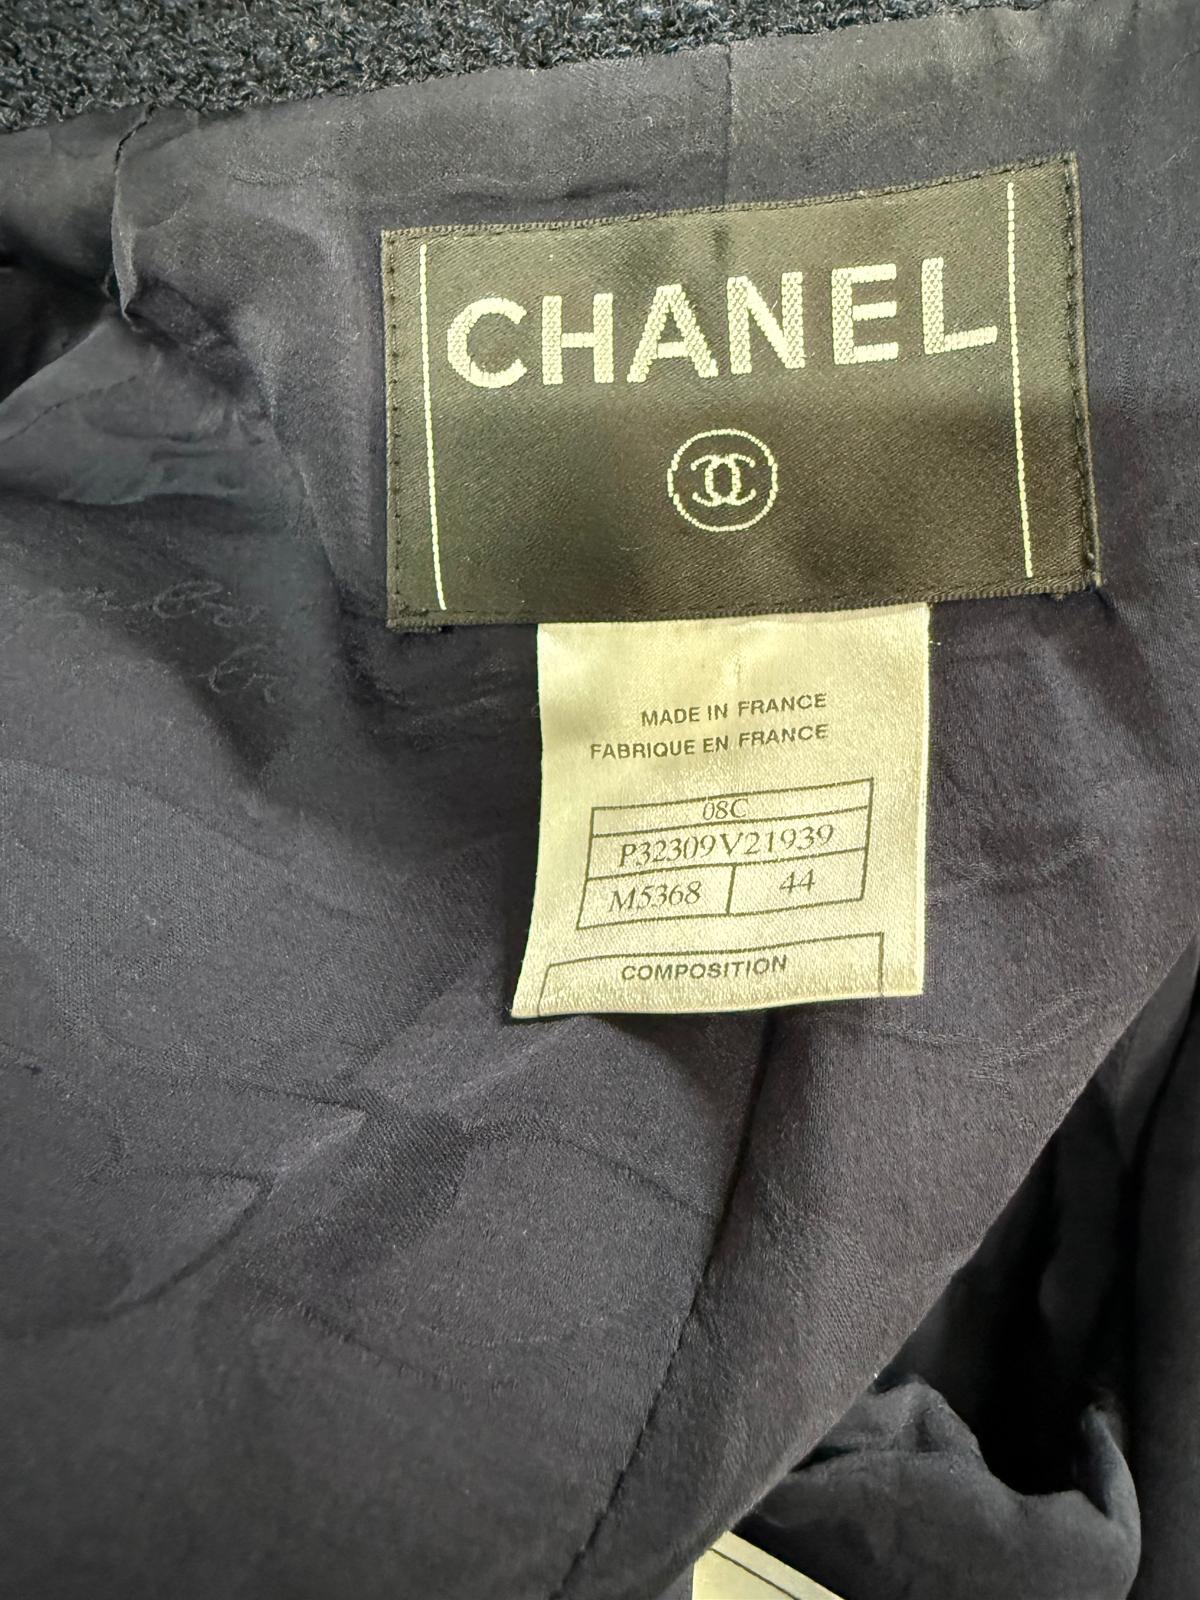 CHANEL
MADE IN FRANCE
FABRIQUE EN FRANCE
08C
P32309V21939
M5368 44
COMPOSITION